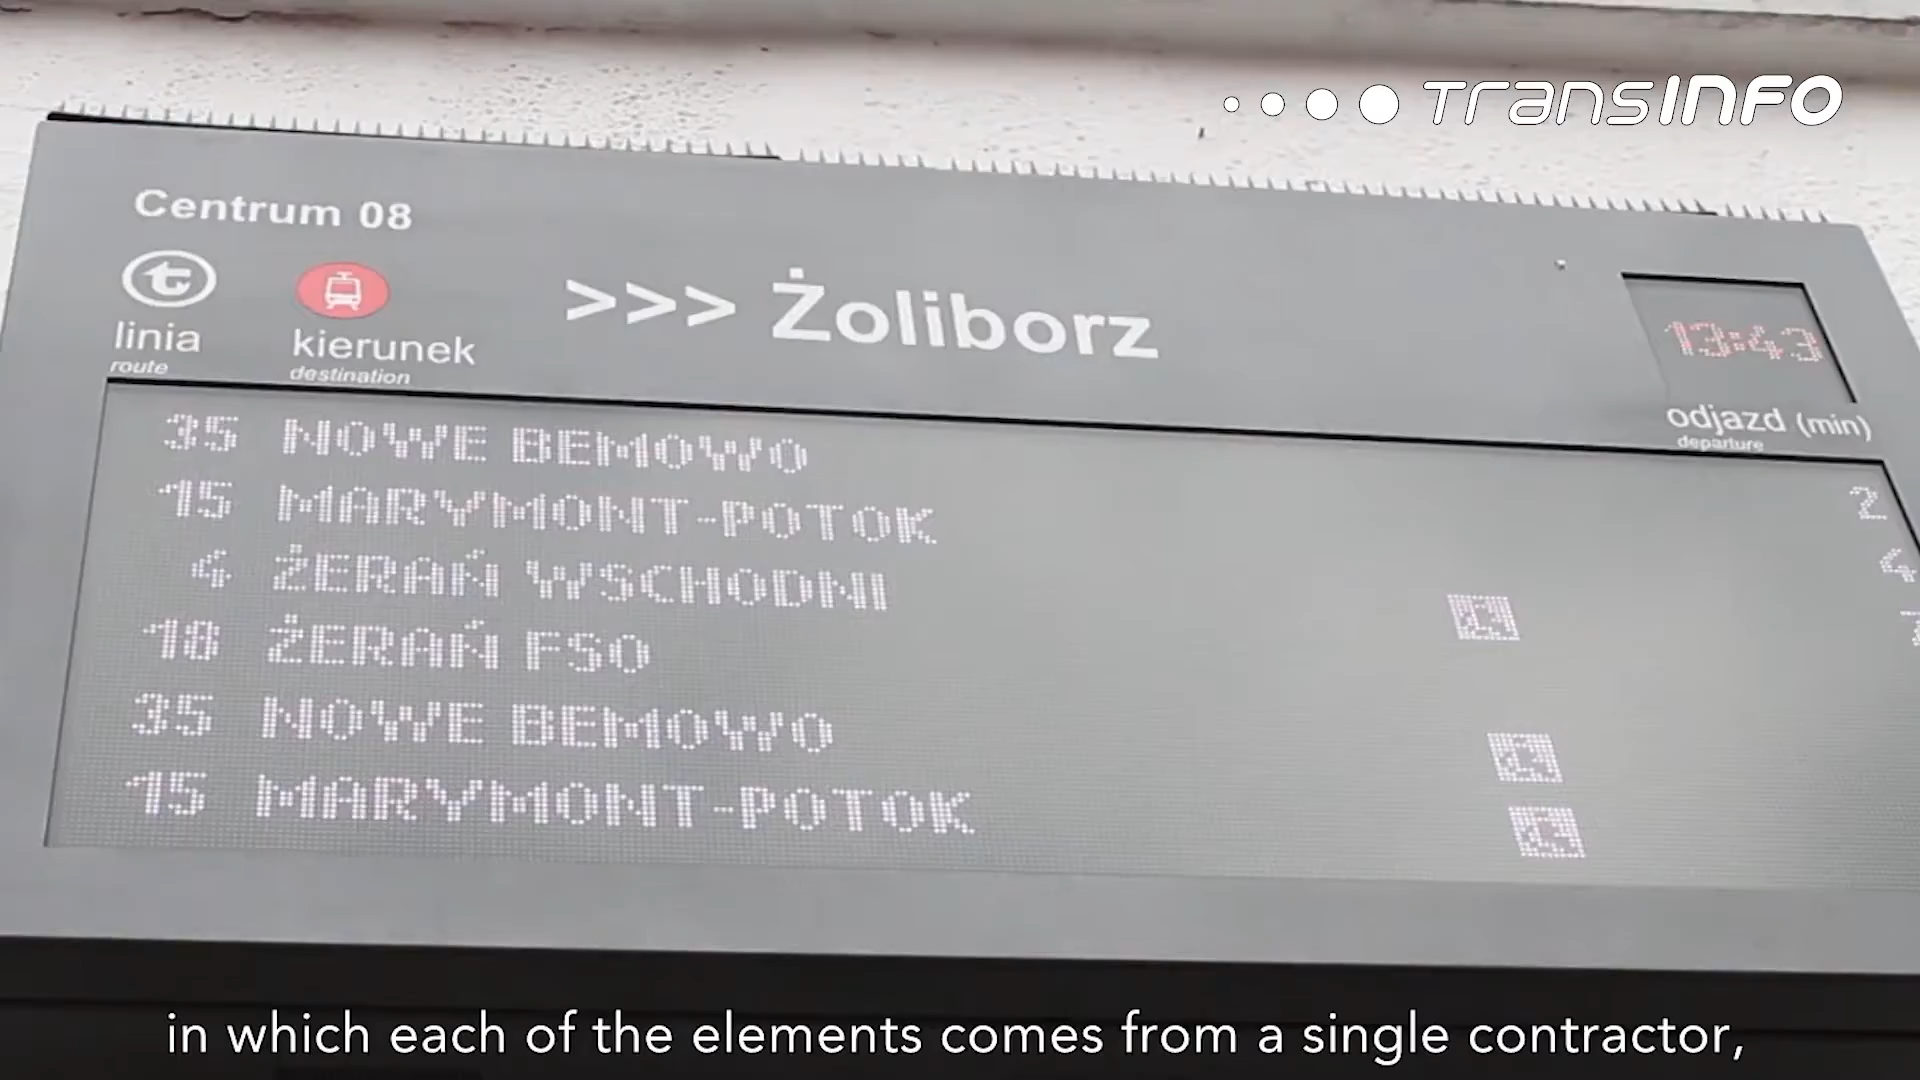 TransINFO
Centrum 08
linia
route
kierunek
destination
>>> Żoliborz
13:43
odjazd (min)
departure
35 NOWE BEMOWO 2
15 MARYMONT-POTOK 4
4 ŻERAŃ WSCHODNI
18 ŻERAŃ FSO
35 NOWE BEMOWO
15 MARYMONT-POTOK
in which each of the elements comes from a single contractor,